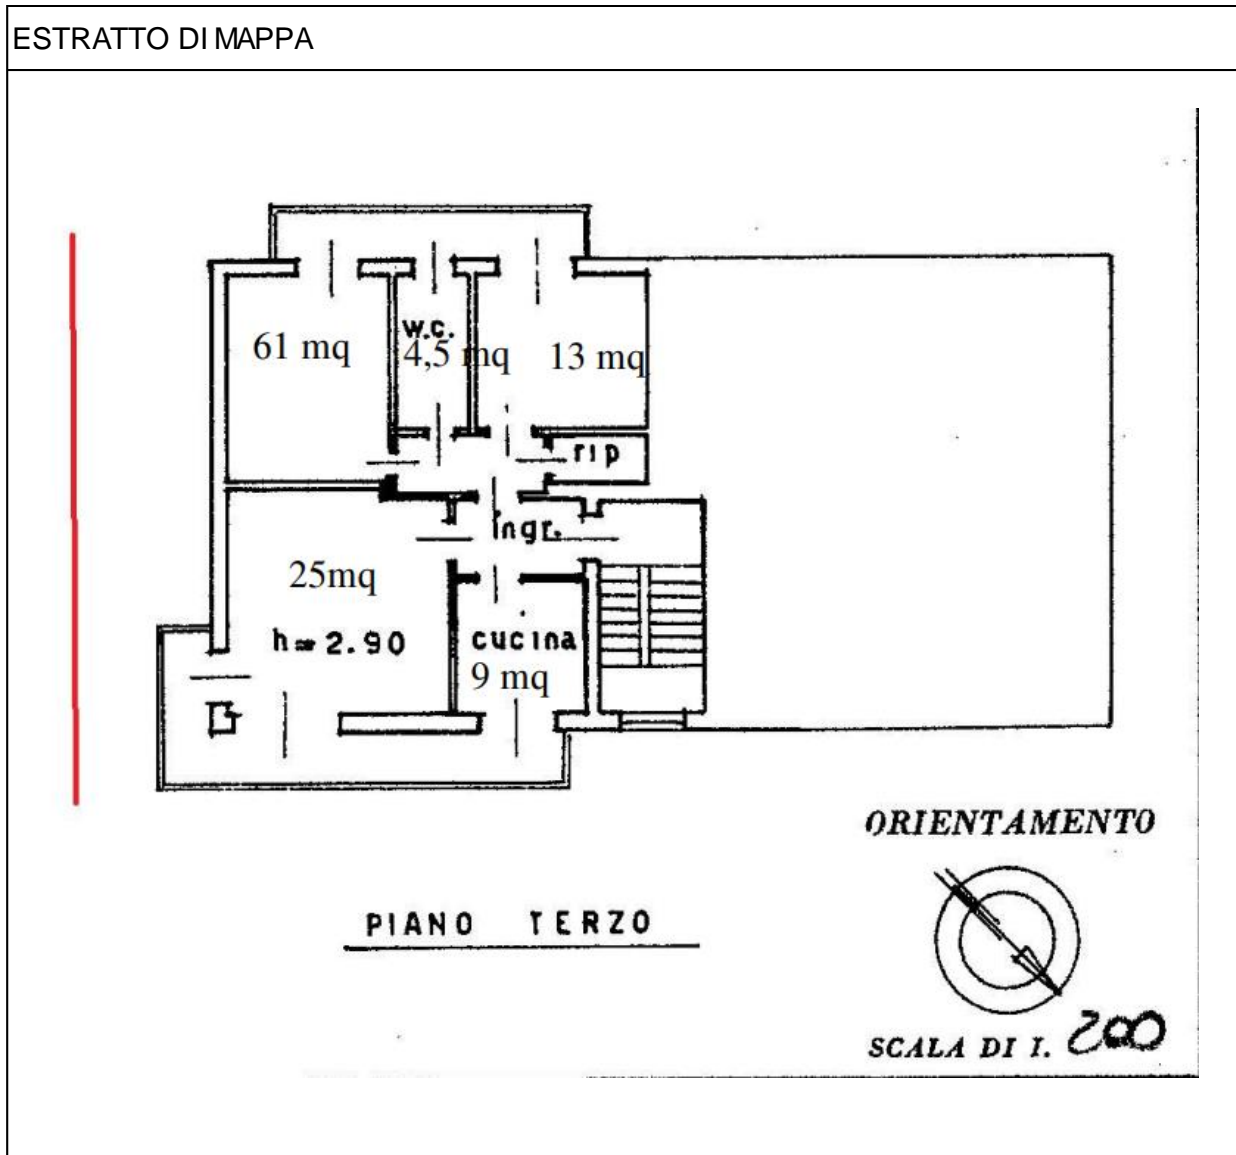 ESTRATTO DI MAPPA
w.c.
61 mq
4,5 mq
13 mq
rip
ingr.
25mq
h=2.90
cucina
9 mq
ORIENTAMENTO
PIANO TERZO
SCALA DI I. 200